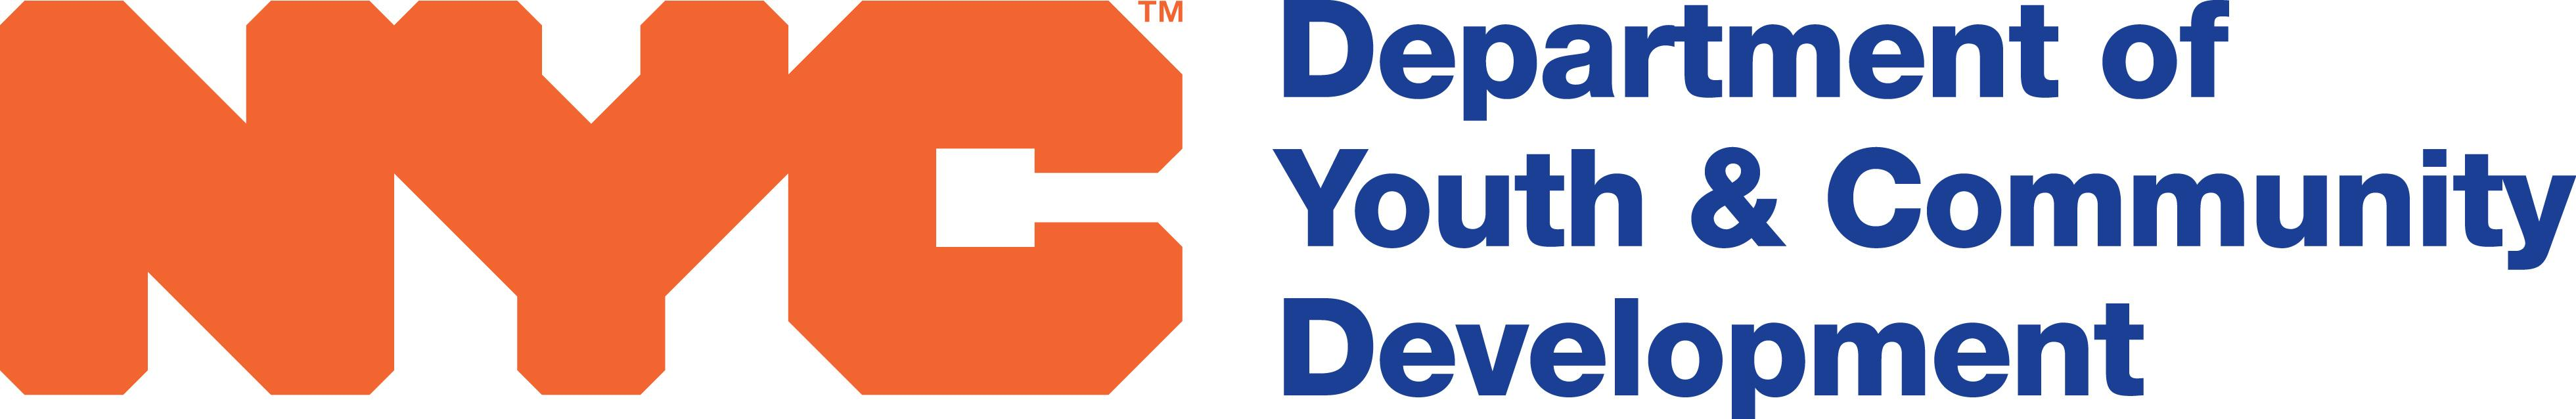 NYC™
Department of
Youth & Community
Development